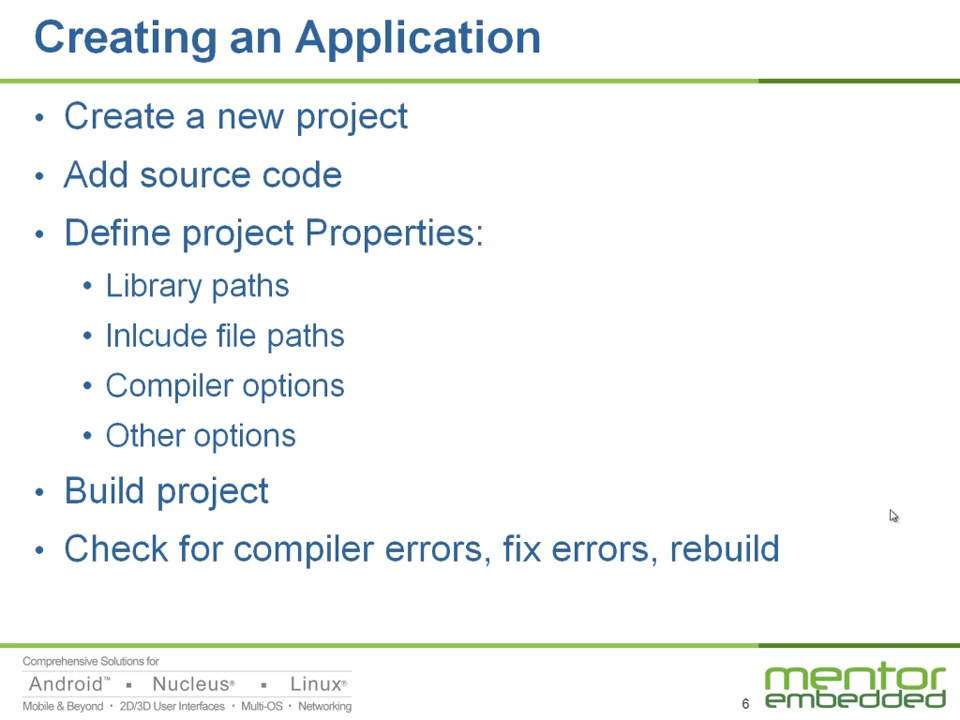 Creating an Application
• Create a new project
• Add source code
• Define project Properties:
• Library paths
• Inlcude file paths
• Compiler options
• Other options
• Build project
• Check for compiler errors, fix errors, rebuild
Comprehensive Solutions for
Android™ ▪ Nucleus® ▪ Linux®
Mobile & Beyond • 2D/3D User Interfaces • Multi-OS • Networking
6
mentor
embedded